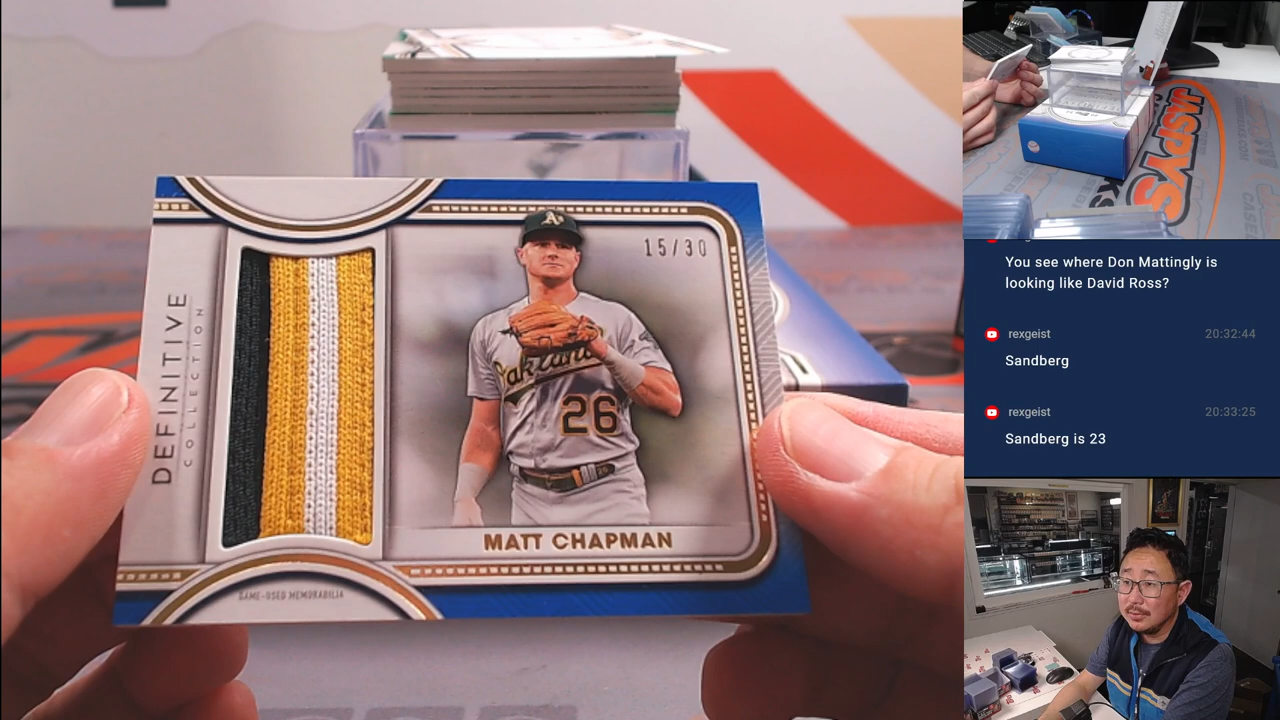 DEFINITIVE
COLLECTION
A's
15/30
Oakland
26
MATT CHAPMAN
GAME-USED MEMORABILIA
JASPYS
You see where Don Mattingly is
looking like David Ross?
rexgeist 20:32:44
Sandberg
rexgeist 20:33:25
Sandberg is 23